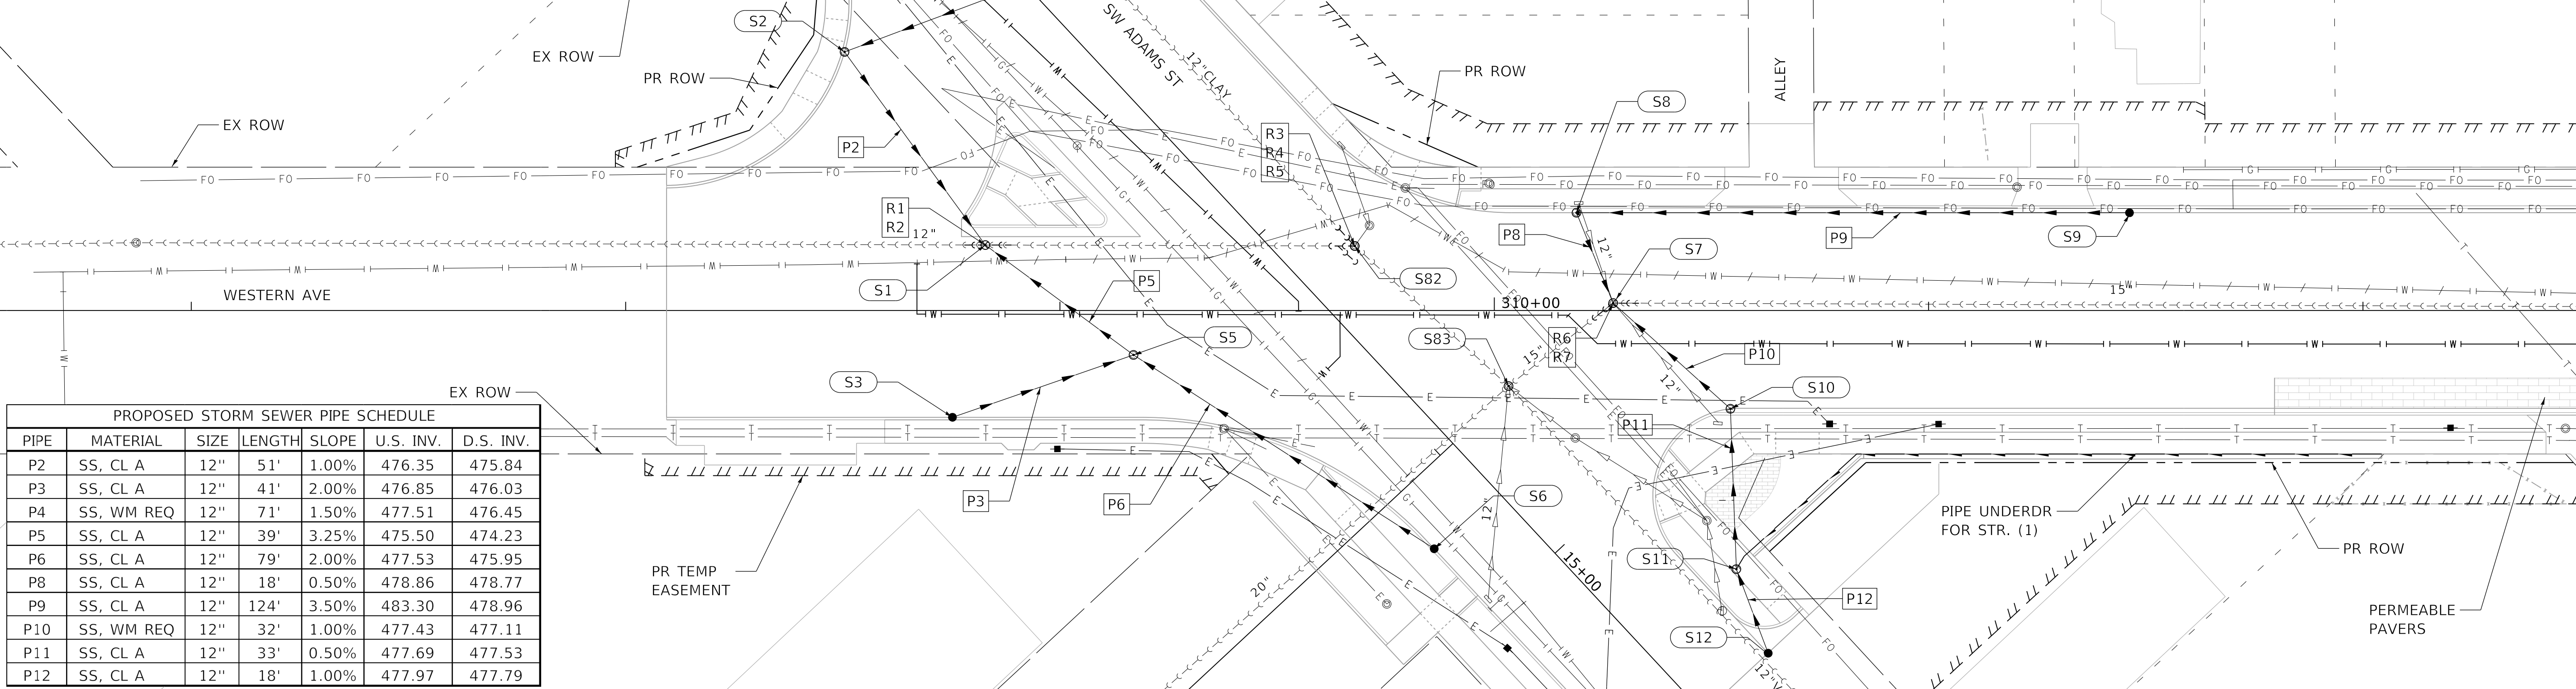 S2
EX ROW
PR ROW
EX ROW
P2
SW ADAMS ST
12"CLAY
PR ROW
ALLEY
S8
R3
R4
R5
R1
R2
12"
S1
P5
S82
P8
12"
S7
P9
S9
WESTERN AVE
310+00
15"
S5
S83
R6
R7
15"
P10
S3
12"
S10
EX ROW
P11
P3
P6
S6
12"
PIPE UNDERDR
FOR STR. (1)
PR ROW
PR TEMP
EASEMENT
20"
15+00
S11
P12
S12
12"V
PERMEABLE
PAVERS
PROPOSED STORM SEWER PIPE SCHEDULE
PIPE MATERIAL SIZE LENGTH SLOPE U.S. INV. D.S. INV.
P2 SS, CL A 12'' 51' 1.00% 476.35 475.84
P3 SS, CL A 12'' 41' 2.00% 476.85 476.03
P4 SS, WM REQ 12'' 71' 1.50% 477.51 476.45
P5 SS, CL A 12'' 39' 3.25% 475.50 474.23
P6 SS, CL A 12'' 79' 2.00% 477.53 475.95
P8 SS, CL A 12'' 18' 0.50% 478.86 478.77
P9 SS, CL A 12'' 124' 3.50% 483.30 478.96
P10 SS, WM REQ 12'' 32' 1.00% 477.43 477.11
P11 SS, CL A 12'' 33' 0.50% 477.69 477.53
P12 SS, CL A 12'' 18' 1.00% 477.97 477.79